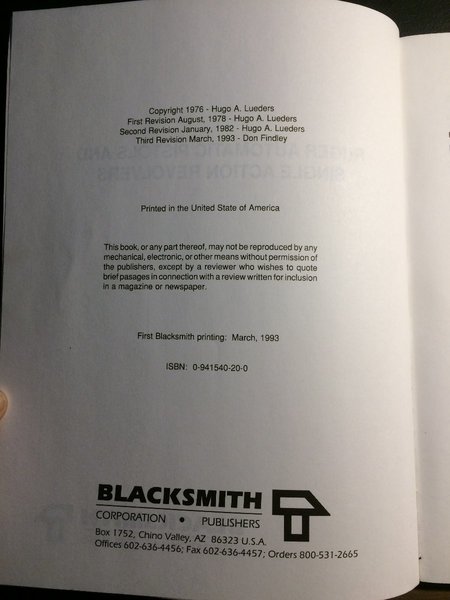 Copyright 1976 - Hugo A. Lueders
First Revision August, 1978 - Hugo A. Lueders
Second Revision January, 1982 - Hugo A. Lueders
Third Revision March, 1993 - Don Findley
Printed in the United State of America
This book, or any part thereof, may not be reproduced by any
mechanical, electronic, or other means without permission of
the publishers, except by a reviewer who wishes to quote
brief pasages in connection with a review written for inclusion
in a magazine or newspaper.
First Blacksmith printing: March, 1993
ISBN: 0-941540-20-0
BLACKSMITH
CORPORATION • PUBLISHERS
Box 1752, Chino Valley, AZ 86323 U.S.A.
Offices 602-636-4456; Fax 602-636-4457; Orders 800-531-2665